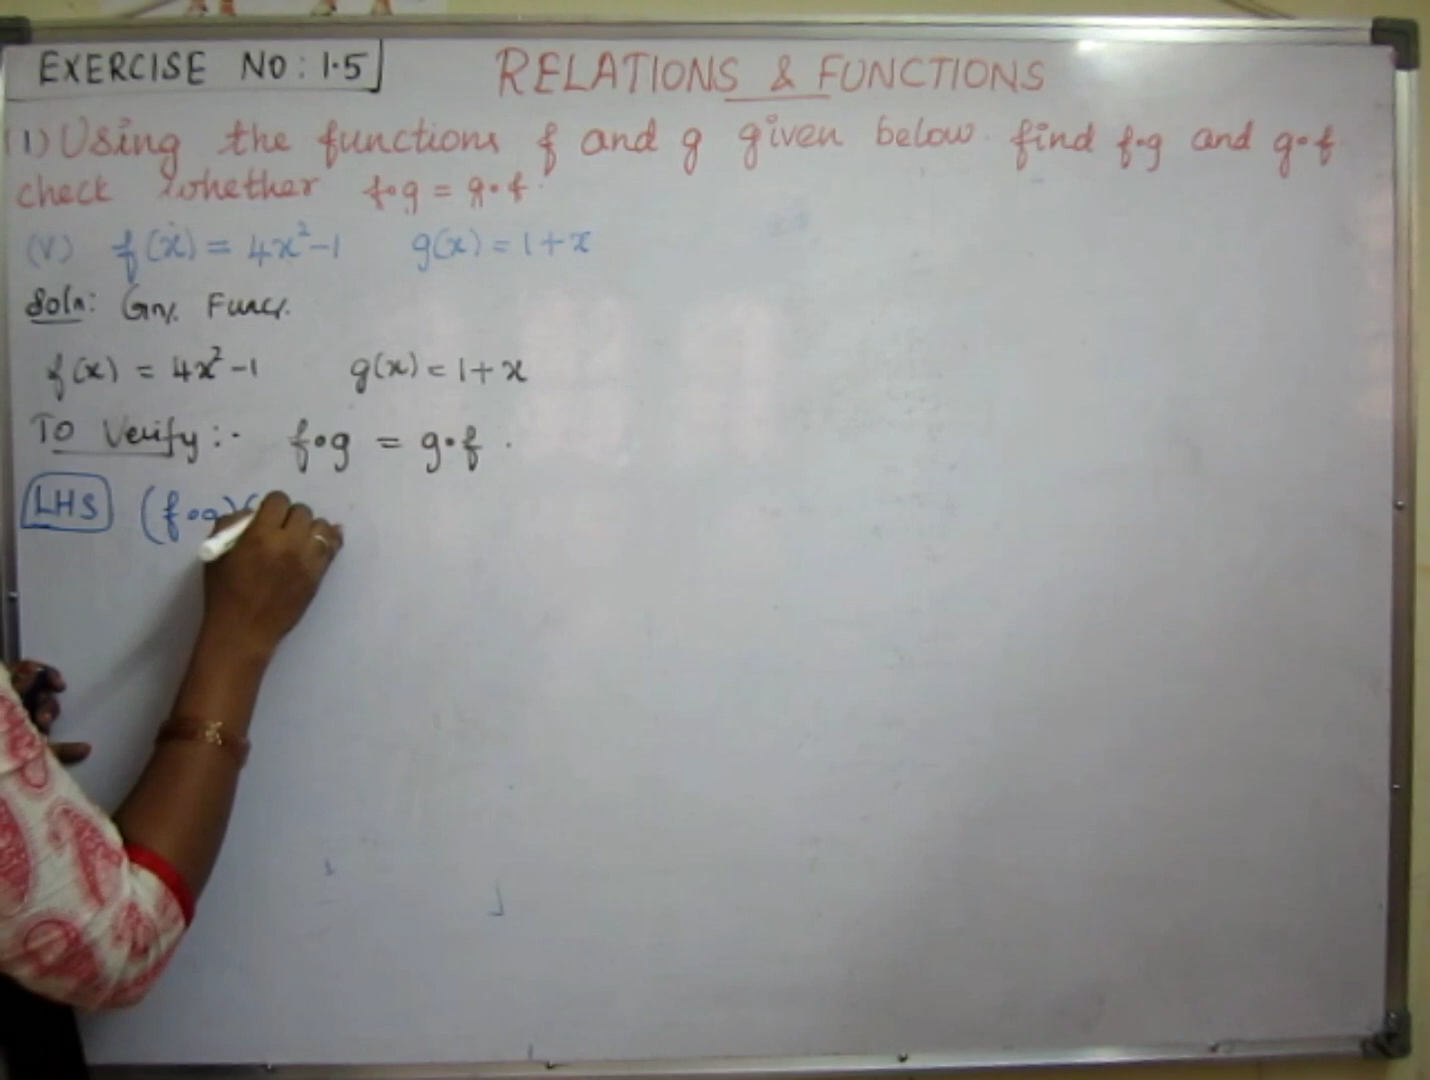 EXERCISE NO: 1.5
RELATIONS & FUNCTIONS
1) Using the functions f and g given below. find f∘g and g∘f
check whether f∘g = g∘f.
(V) f(x) = 4x²-1 g(x) = 1+x
Soln: Gn. Func.
f(x) = 4x²-1 g(x) = 1+x
To Verify:- f∘g = g∘f.
LHS (f∘g)(